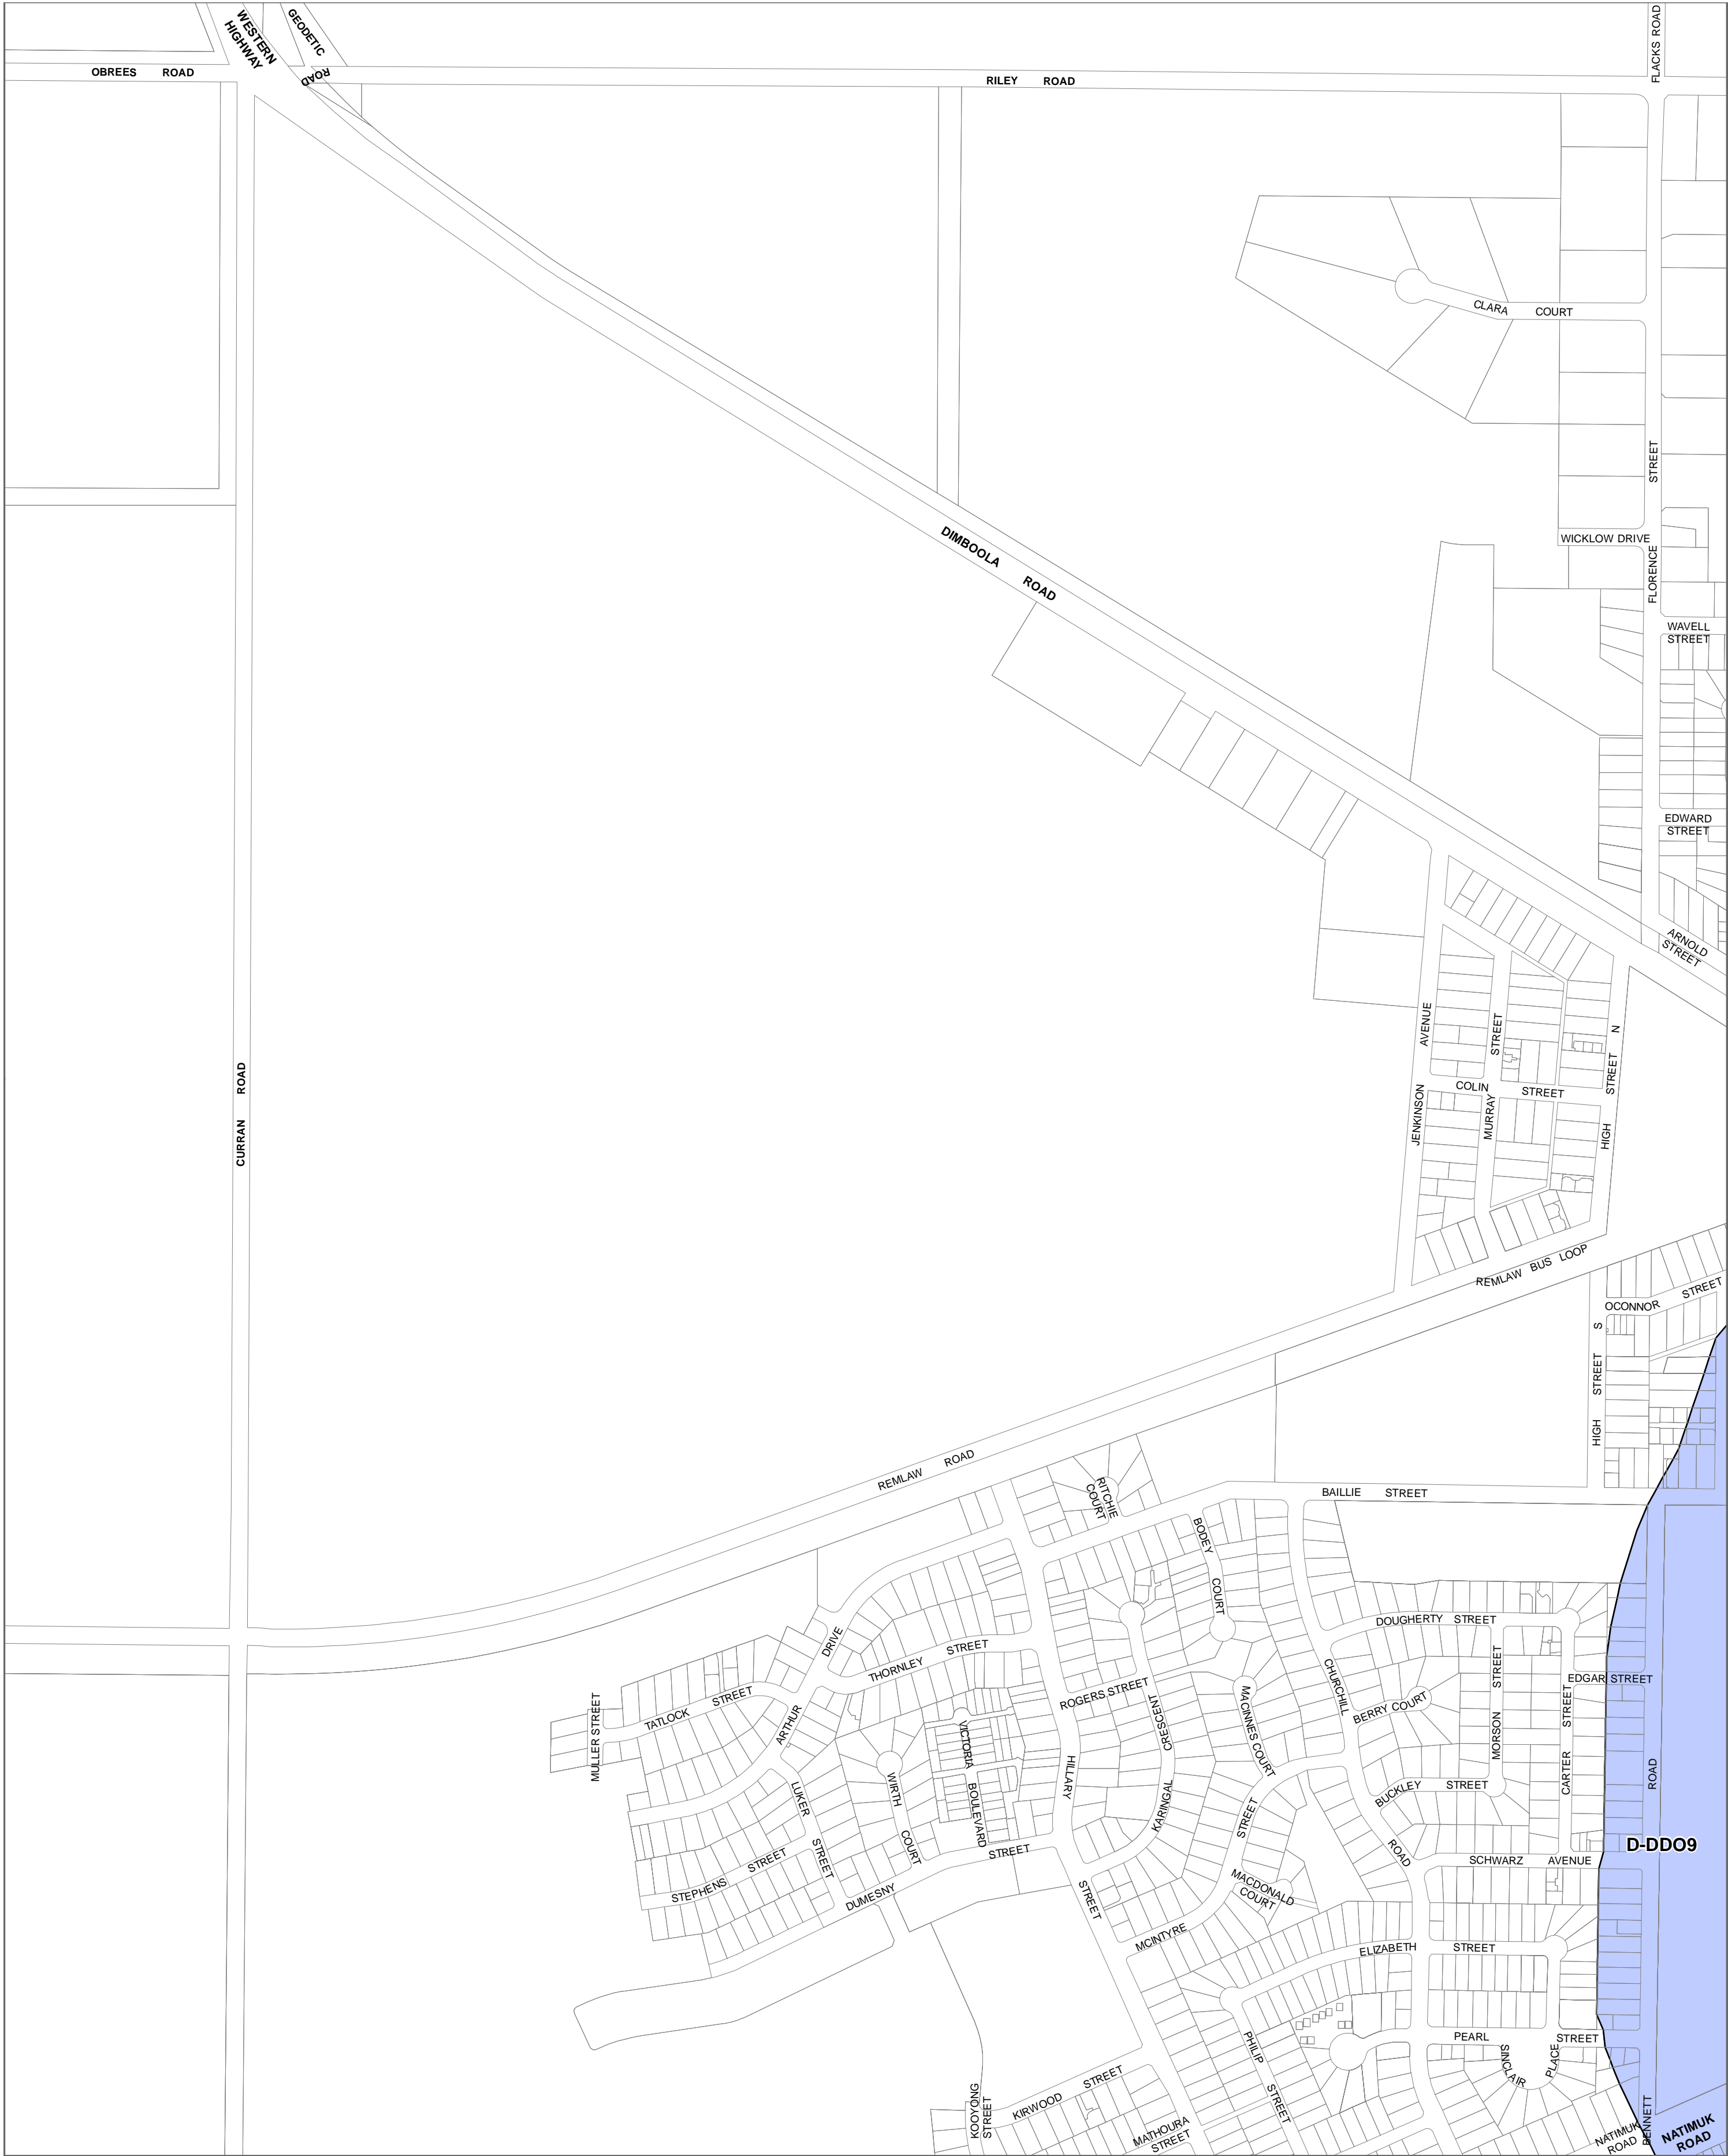 WESTERN
HIGHWAY
GEODETIC
ROAD
FLACKS ROAD
OBREES ROAD
RILEY ROAD
CLARA COURT
STREET
FLORENCE
WICKLOW DRIVE
DIMBOOLA ROAD
WAVELL
STREET
EDWARD
STREET
ARNOLD
STREET
CURRAN ROAD
JENKINSON AVENUE
MURRAY STREET
COLIN STREET
HIGH STREET N
REMLAW BUS LOOP
OCONNOR STREET
HIGH STREET S
REMLAW ROAD
RITCHIE
COURT
BAILLIE STREET
BODEY COURT
DOUGHERTY STREET
ARTHUR DRIVE
THORNLEY STREET
EDGAR STREET
MULLER STREET
TATLOCK STREET
ROGERS STREET
KARINGAL CRESCENT
MACINNES COURT
CHURCHILL ROAD
BERRY COURT
MORSON STREET
CARTER STREET
VICTORIA BOULEVARD
HILLARY STREET
WIRTH COURT
LUKER STREET
BUCKLEY STREET
BENNETT ROAD
D-DDO9
STEPHENS STREET
DUMESNY STREET
SCHWARZ AVENUE
MACDONALD
COURT
MCINTYRE STREET
ELIZABETH STREET
PEARL STREET
SINCLAIR PLACE
PHILIP STREET
KOOYONG
STREET
KIRWOOD STREET
MATHOURA
STREET
NATIMUK
ROAD
NATIMUK
ROAD